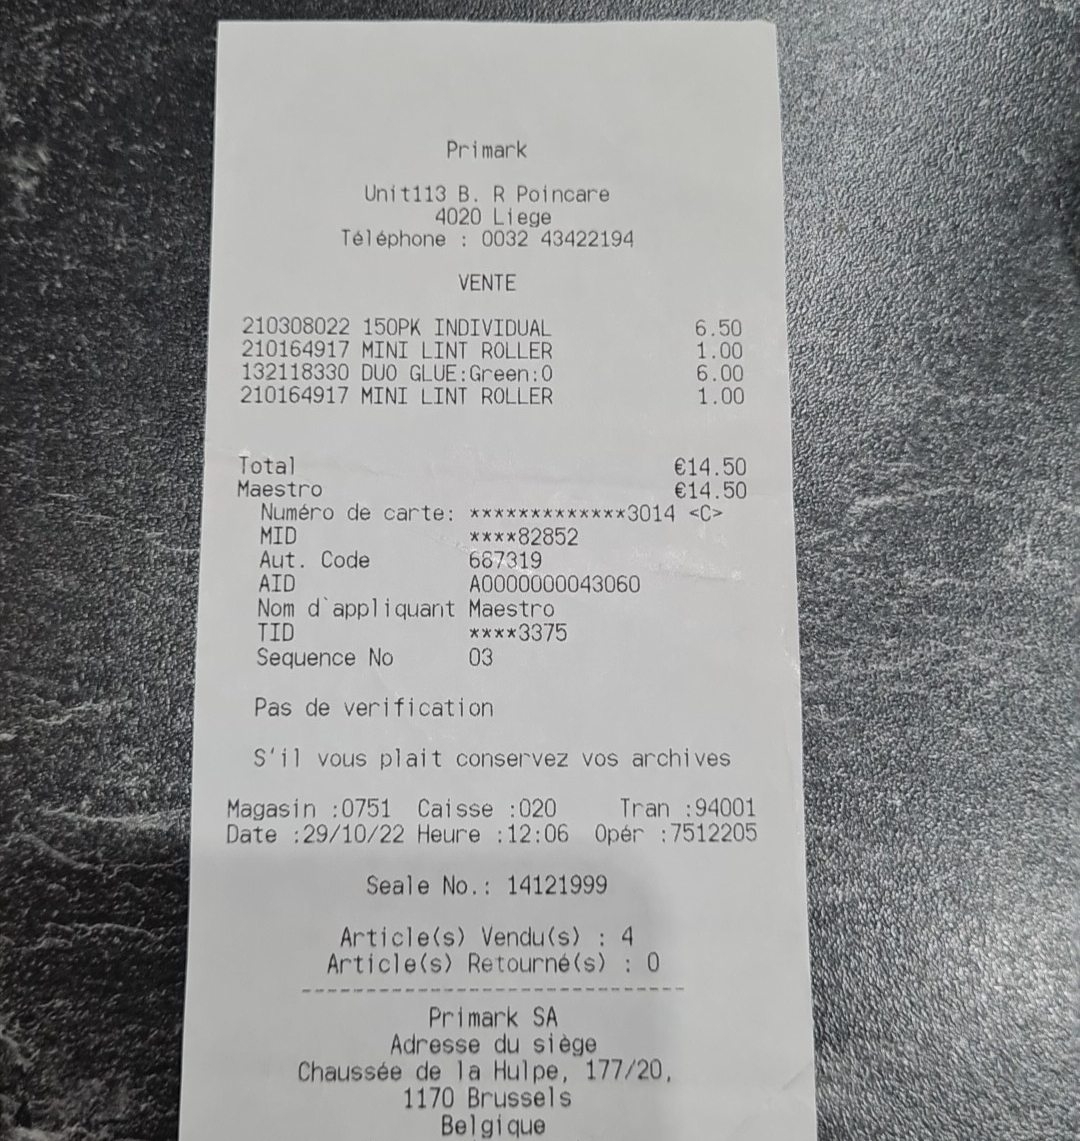 Primark
Unit113 B. R Poincare
4020 Liege
Téléphone : 0032 43422194
VENTE
210308022 150PK INDIVIDUAL 6.50
210164917 MINI LINT ROLLER 1.00
132118330 DUO GLUE:Green:0 6.00
210164917 MINI LINT ROLLER 1.00
Total €14.50
Maestro €14.50
Numéro de carte: *************3014 <C>
MID ****82852
Aut. Code 687319
AID A0000000043060
Nom d`appliquant Maestro
TID ****3375
Sequence No 03
Pas de verification
S'il vous plait conservez vos archives
Magasin :0751 Caisse :020 Tran :94001
Date :29/10/22 Heure :12:06 Opér :7512205
Seale No.: 14121999
Article(s) Vendu(s) : 4
Article(s) Retourné(s) : 0
----------------------------
Primark SA
Adresse du siège
Chaussée de la Hulpe, 177/20,
1170 Brussels
Belgique